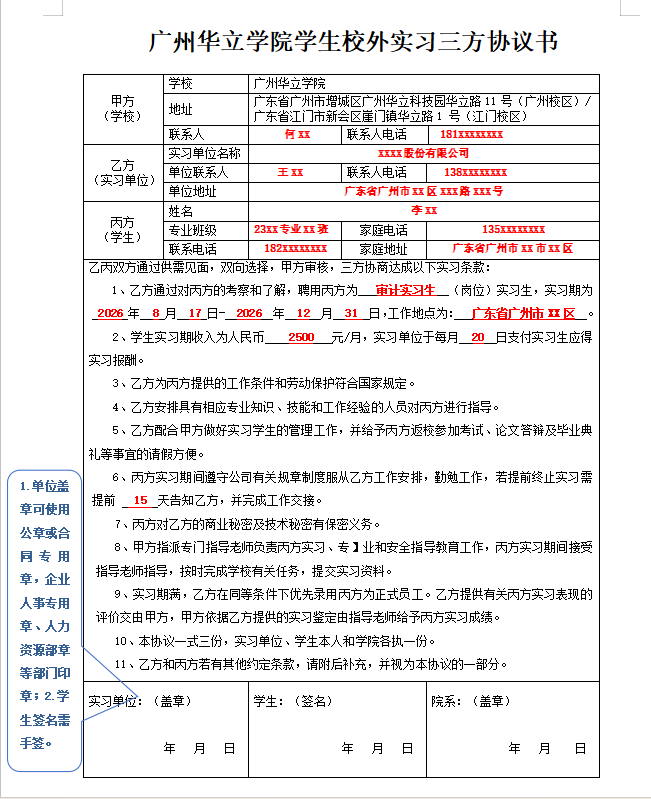 广州华立学院学生校外实习三方协议书
甲方
（学校）
学校 广州华立学院
地址 广东省广州市增城区广州华立科技园华立路 11 号（广州校区）/
广东省江门市新会区崖门镇华立路 1 号（江门校区）
联系人 何 xx 联系人电话 181xxxxxxxx
乙方
（实习单位）
实习单位名称 xxxx股份有限公司
单位联系人 王 xx 联系人电话 138xxxxxxxx
单位地址 广东省广州市 xx 区 xxx路 xxx号
丙方
（学生）
姓名 李 xx
专业班级 23xx 专业 xx 班 家庭电话 135xxxxxxxx
联系电话 182xxxxxxxx 家庭地址 广东省广州市 xx 市 xx 区
乙丙双方通过供需见面，双向选择，甲方审核，三方协商达成以下实习条款：
1、乙方通过对丙方的考察和了解，聘用丙方为 审计实习生 （岗位）实习生，实习期为
2026 年 8 月 17 日- 2026 年 12 月 31 日，工作地点为： 广东省广州市 XX 区 。
2、学生实习期收入为人民币 2500 元/月，实习单位于每月 20 日支付实习生应得
实习报酬。
3、乙方为丙方提供的工作条件和劳动保护符合国家规定。
4、乙方安排具有相应专业知识、技能和工作经验的人员对丙方进行指导。
5、乙方配合甲方做好实习学生的管理工作，并给予丙方返校参加考试、论文答辩及毕业典
礼等事宜的请假方便。
6、丙方实习期间遵守公司有关规章制度服从乙方工作安排，勤勉工作，若提前终止实习需
提前 15 天告知乙方，并完成工作交接。
7、丙方对乙方的商业秘密及技术秘密有保密义务。
8、甲方指派专门指导老师负责丙方实习、专】业和安全指导教育工作，丙方实习期间接受
指导老师指导，按时完成学校有关任务，提交实习资料。
9、实习期满，乙方在同等条件下优先录用丙方为正式员工。乙方提供有关丙方实习表现的
评价交由甲方，甲方依据乙方提供的实习鉴定由指导老师给予丙方实习成绩。
10、本协议一式三份，实习单位、学生本人和学院各执一份。
11、乙方和丙方若有其他约定条款，请附后补充，并视为本协议的一部分。
实习单位：（盖章） 学生：（签名） 院系：（盖章）
年 月 日 年 月 日 年 月 日
1.单位盖
章可使用
公章或合
同专用
章，企业
人事专用
章、人力
资源部章
等部门印
章；2.学
生签名需
手签。